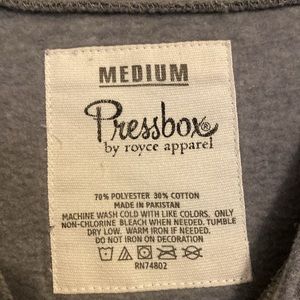 MEDIUM
Pressbox®
by royce apparel
70% POLYESTER 30% COTTON
MADE IN PAKISTAN
MACHINE WASH COLD WITH LIKE COLORS. ONLY
NON-CHLORINE BLEACH WHEN NEEDED. TUMBLE
DRY LOW. WARM IRON IF NEEDED.
DO NOT IRON ON DECORATION
RN74802